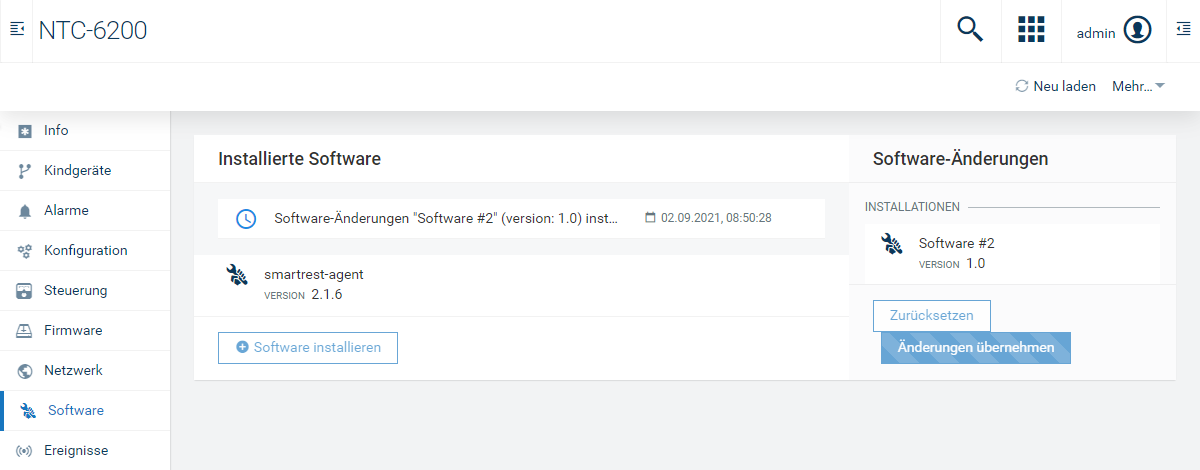 NTC-6200
admin
Neu laden Mehr...
Info
Kindgeräte
Alarme
Konfiguration
Steuerung
Firmware
Netzwerk
Software
Ereignisse
Installierte Software
Software-Änderungen "Software #2" (version: 1.0) inst... 02.09.2021, 08:50:28
smartrest-agent
VERSION 2.1.6
Software installieren
Software-Änderungen
INSTALLATIONEN
Software #2
VERSION 1.0
Zurücksetzen
Änderungen übernehmen